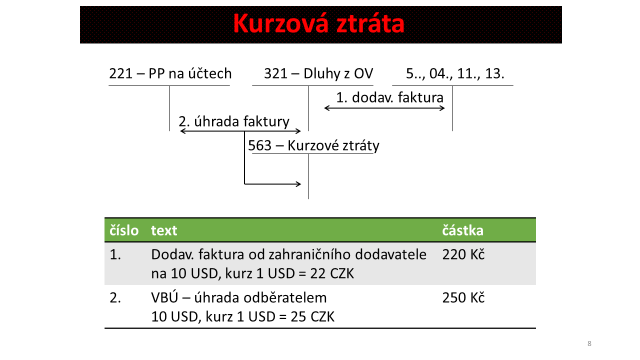 Kurzová ztráta
221 – PP na účtech 321 – Dluhy z OV 5.., 04., 11., 13.
1. dodav. faktura
2. úhrada faktury
563 – Kurzové ztráty
číslo text částka
1. Dodav. faktura od zahraničního dodavatele 220 Kč
na 10 USD, kurz 1 USD = 22 CZK
2. VBÚ – úhrada odběratelem 250 Kč
10 USD, kurz 1 USD = 25 CZK
8